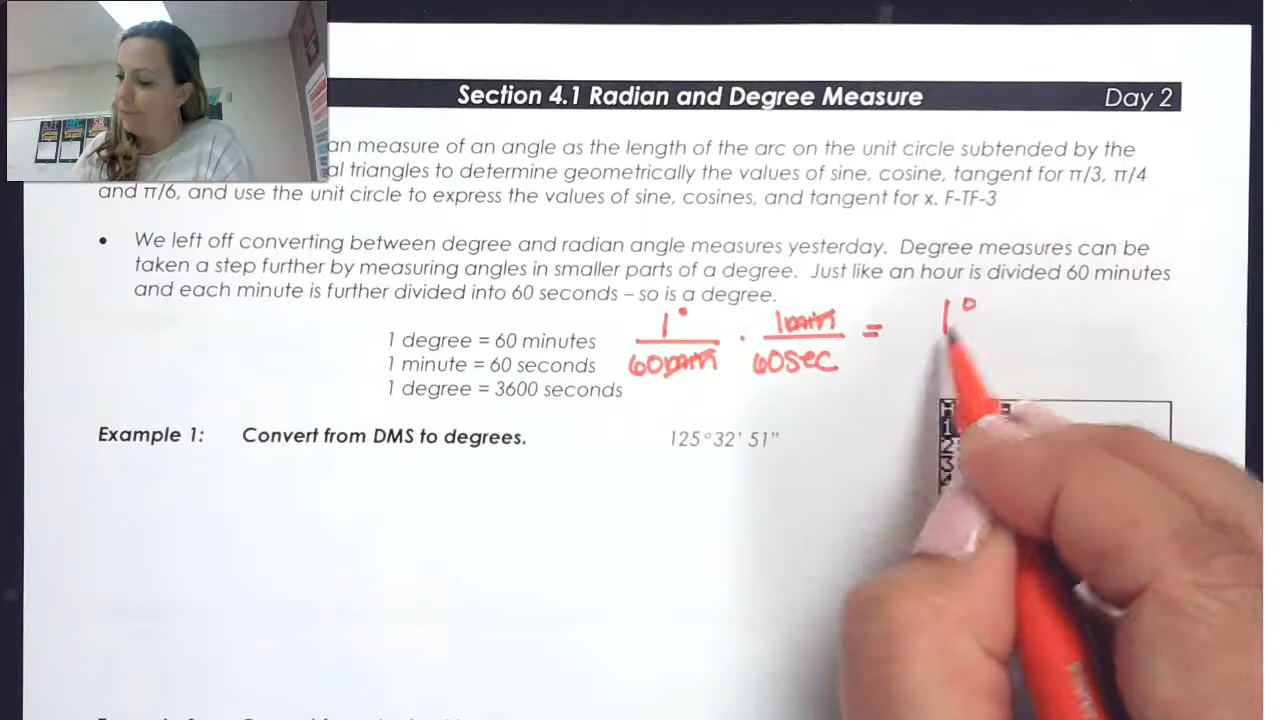 Section 4.1 Radian and Degree Measure Day 2
an measure of an angle as the length of the arc on the unit circle subtended by the
al triangles to determine geometrically the values of sine, cosine, tangent for π/3, π/4
and π/6, and use the unit circle to express the values of sine, cosines, and tangent for x. F-TF-3
• We left off converting between degree and radian angle measures yesterday. Degree measures can be
taken a step further by measuring angles in smaller parts of a degree. Just like an hour is divided 60 minutes
and each minute is further divided into 60 seconds – so is a degree.
1 degree = 60 minutes
1 minute = 60 seconds
1 degree = 3600 seconds
1° / 60min · 1min / 60sec = 1°
Example 1: Convert from DMS to degrees. 125°32' 51"